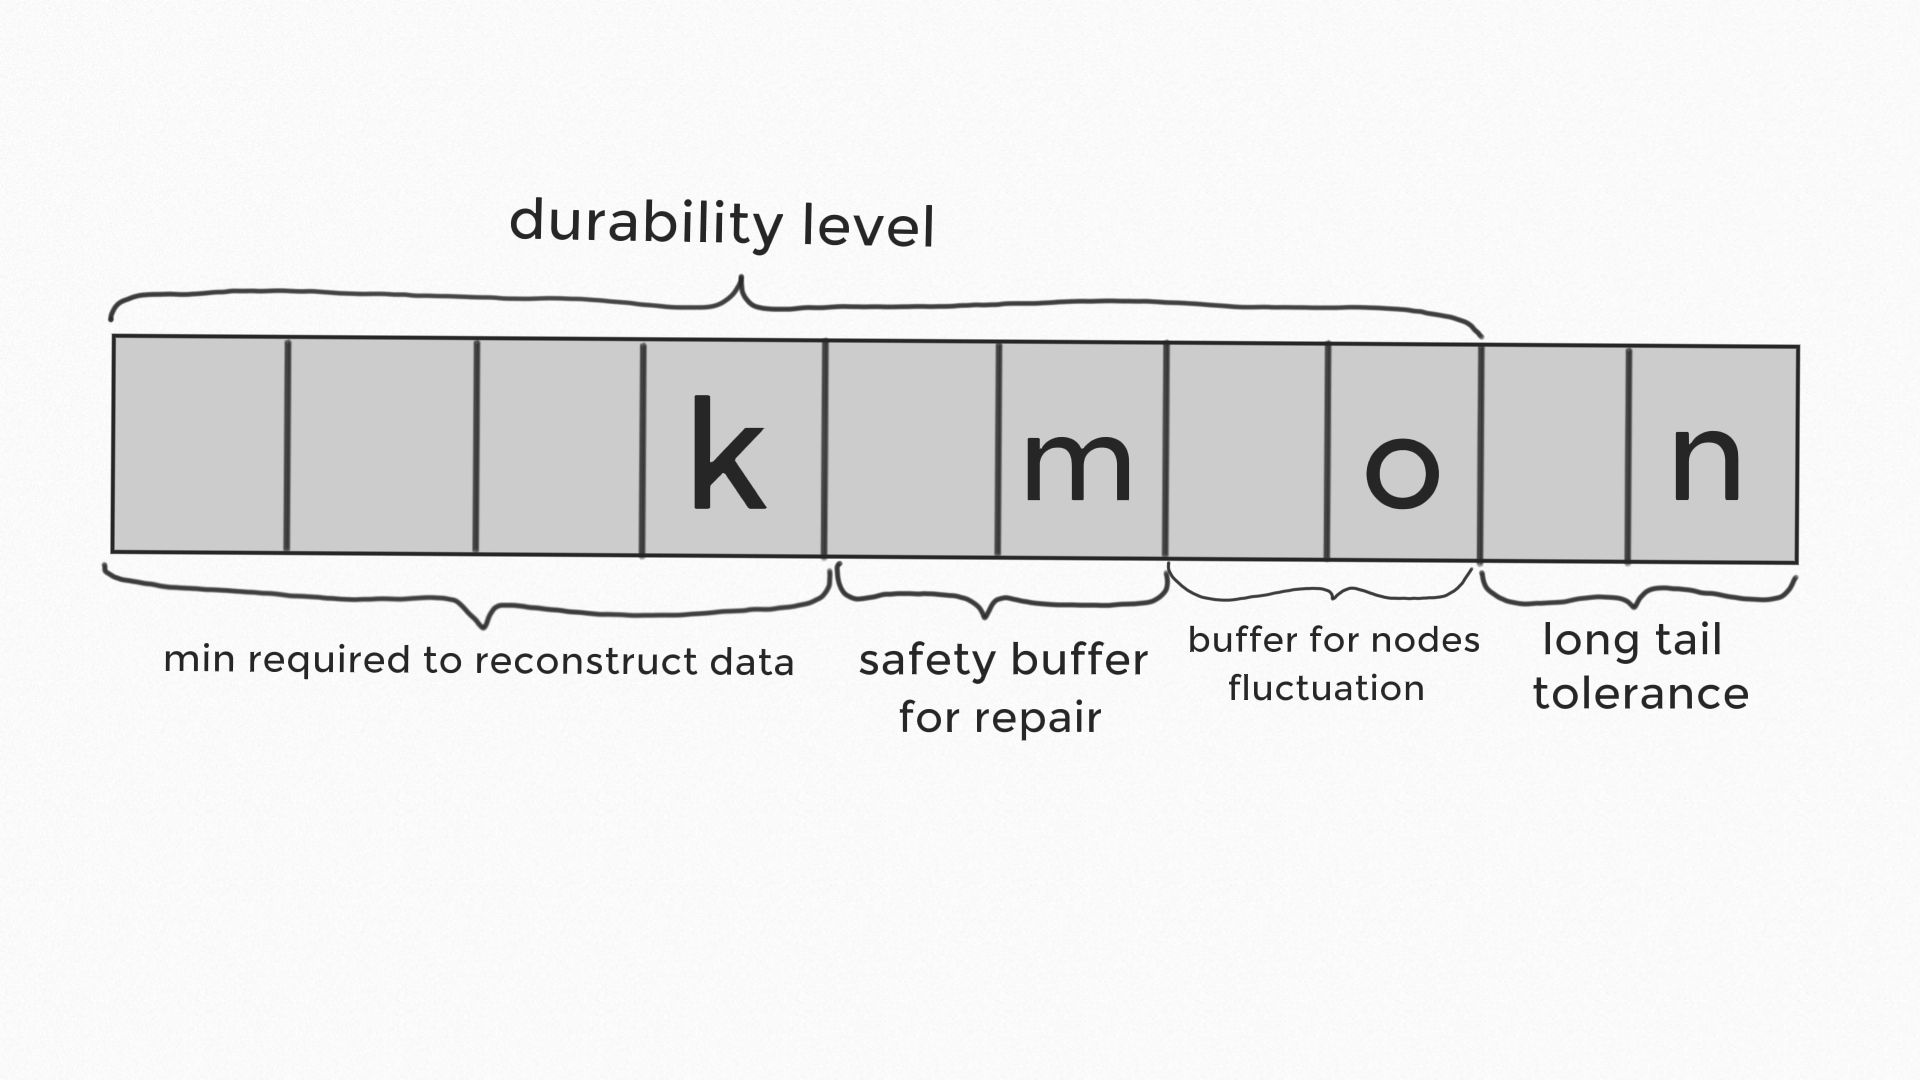 durability level
k m o n
min required to reconstruct data
safety buffer
for repair
buffer for nodes
fluctuation
long tail
tolerance